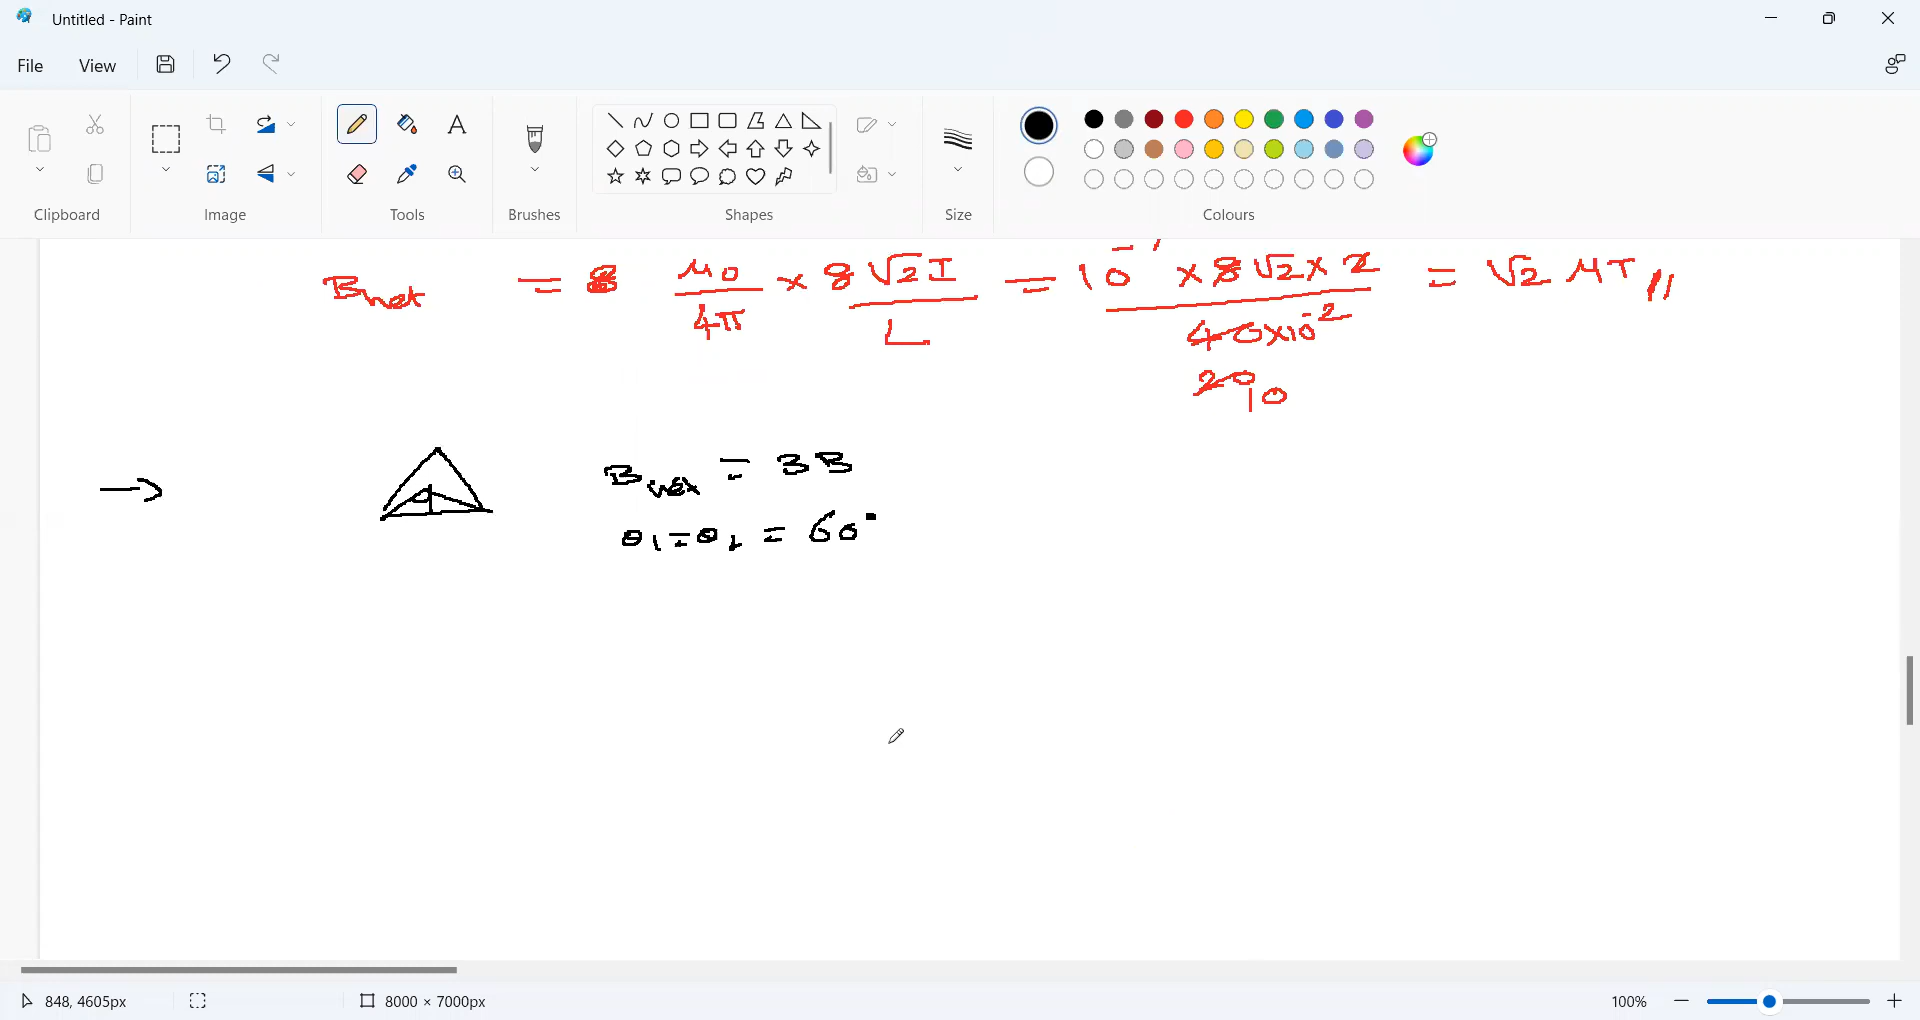 Untitled - Paint
File View
Clipboard Image Tools Brushes Shapes Size Colours
Bnet = 8 μ0/4π × 8√2 I/L = 10⁻⁷ × 8√2 × 2 / 40×10⁻² = √2 μT //
20 10
→ Bnet = 3B
θ₁ = θ₂ = 60°
848, 4605px 8000 × 7000px 100%